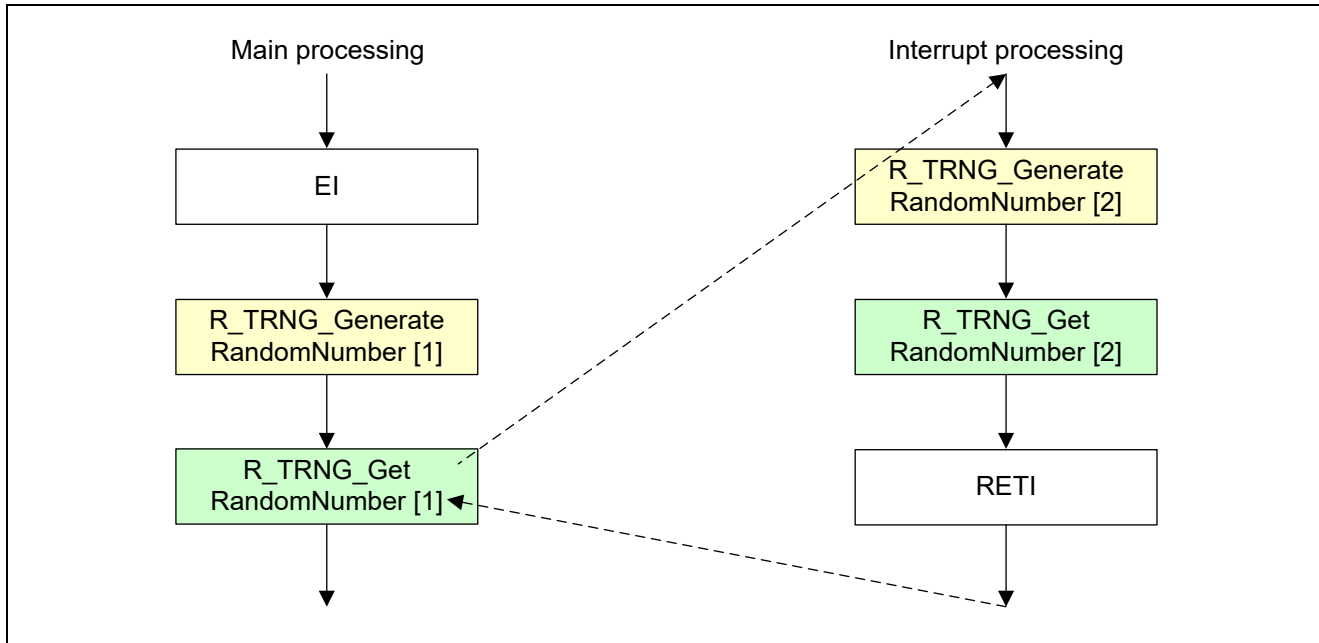 Main processing
EI
R_TRNG_Generate
RandomNumber [1]
R_TRNG_Get
RandomNumber [1]
Interrupt processing
R_TRNG_Generate
RandomNumber [2]
R_TRNG_Get
RandomNumber [2]
RETI